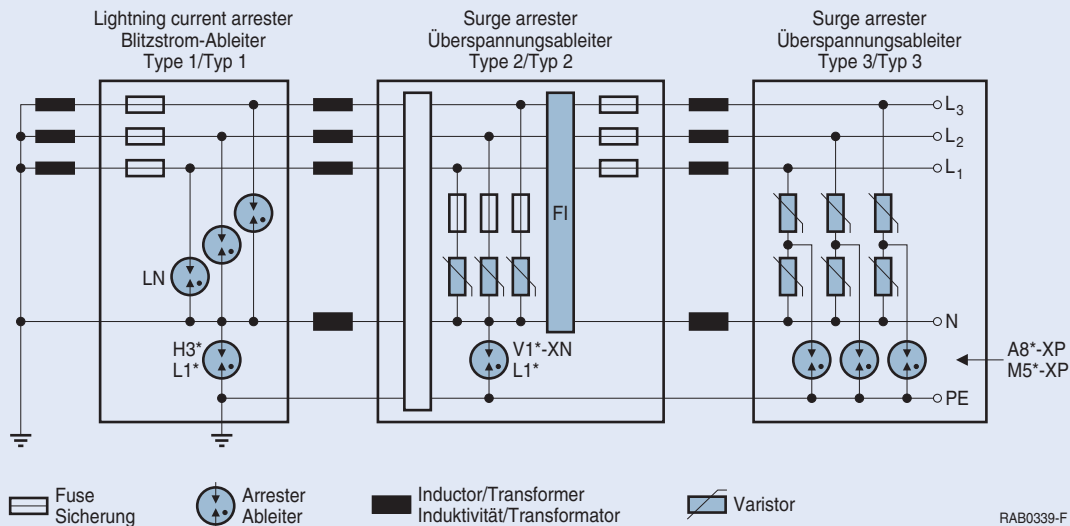 Lightning current arrester
Blitzstrom-Ableiter
Type 1/Typ 1
Surge arrester
Überspannungsableiter
Type 2/Typ 2
Surge arrester
Überspannungsableiter
Type 3/Typ 3
L3
L2
L1
FI
LN
N
H3*
L1*
V1*-XN
L1*
A8*-XP
M5*-XP
PE
Fuse
Sicherung
Arrester
Ableiter
Inductor/Transformer
Induktivität/Transformator
Varistor
RAB0339-F